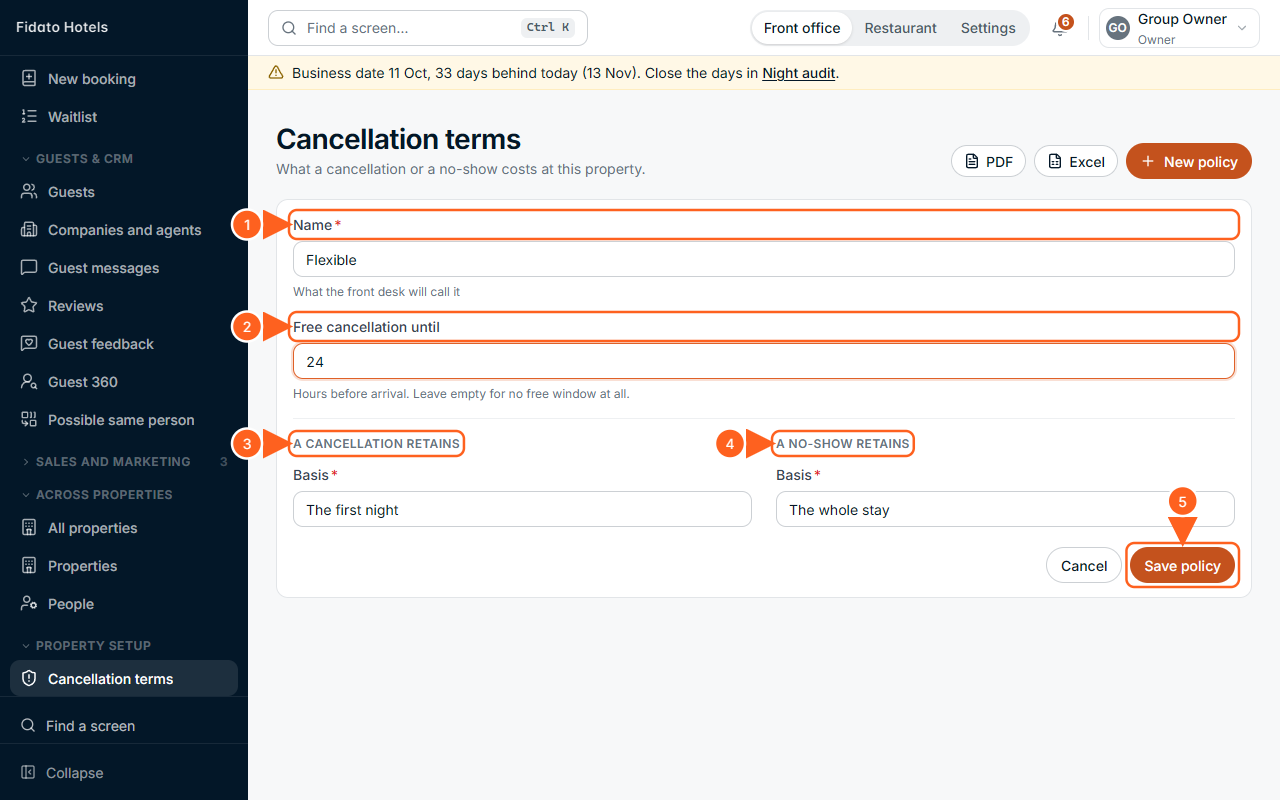 Fidato Hotels
Find a screen...
Ctrl K
Front office
Restaurant
Settings
6
GO
Group Owner
Owner
Business date 11 Oct, 33 days behind today (13 Nov). Close the days in Night audit.
New booking
Waitlist
GUESTS & CRM
Guests
Companies and agents
Guest messages
Reviews
Guest feedback
Guest 360
Possible same person
SALES AND MARKETING 3
ACROSS PROPERTIES
All properties
Properties
People
PROPERTY SETUP
Cancellation terms
Find a screen
Collapse
Cancellation terms
What a cancellation or a no-show costs at this property.
PDF
Excel
+ New policy
1
Name *
Flexible
What the front desk will call it
2
Free cancellation until
24
Hours before arrival. Leave empty for no free window at all.
3
A CANCELLATION RETAINS
4
A NO-SHOW RETAINS
Basis *
Basis *
The first night
The whole stay
5
Cancel
Save policy